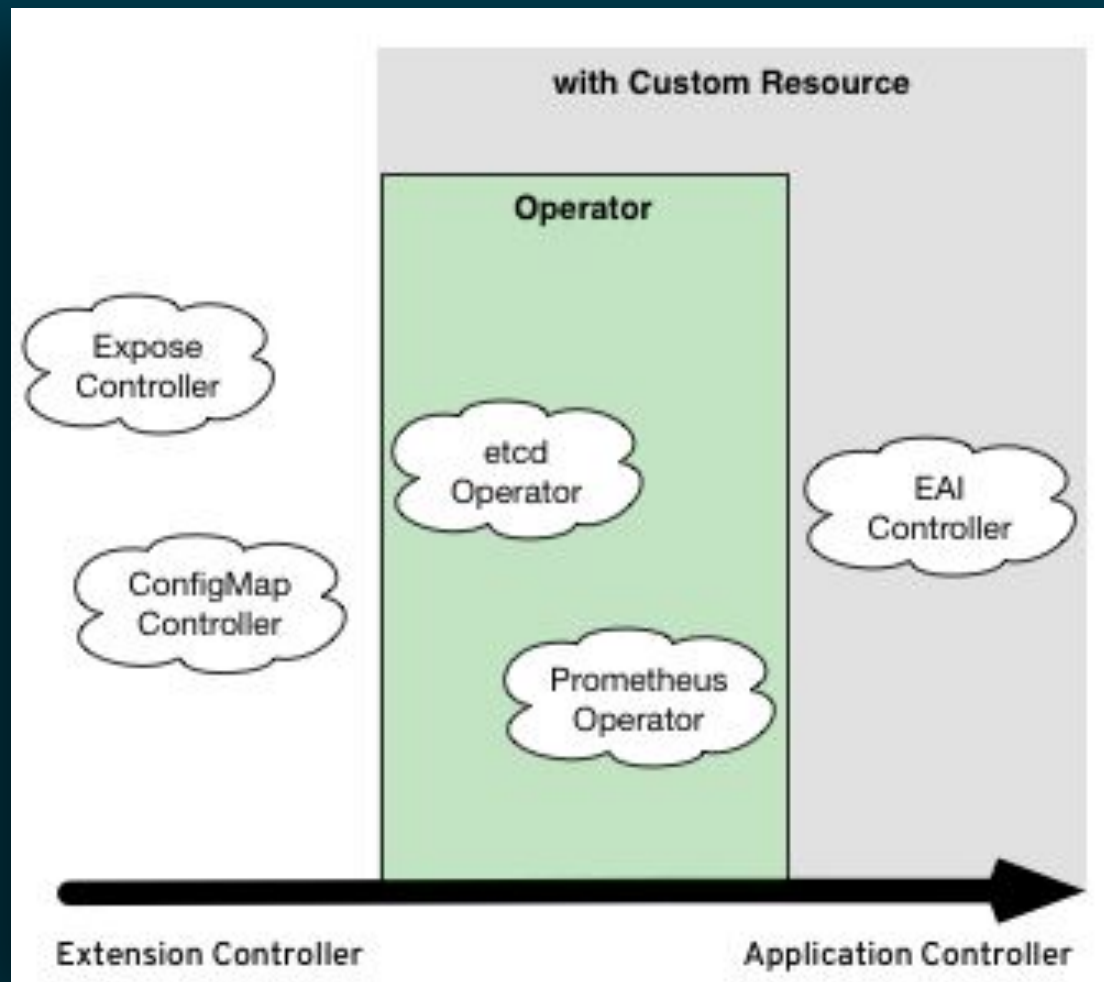 with Custom Resource
Operator
Expose
Controller
etcd
Operator
EAI
Controller
ConfigMap
Controller
Prometheus
Operator
Extension Controller
Application Controller